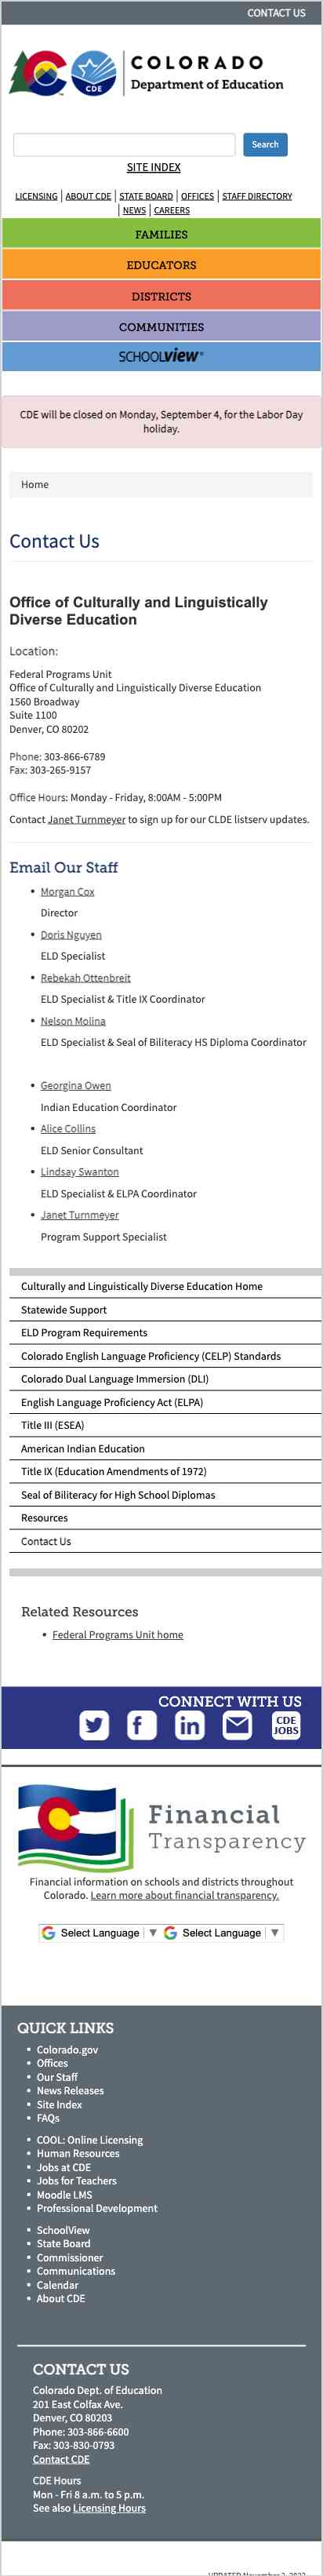 CONTACT US
COLORADO
CDE
Department of Education
Search
SITE INDEX
LICENSING | ABOUT CDE | STATE BOARD | OFFICES | STAFF DIRECTORY
| NEWS | CAREERS
FAMILIES
EDUCATORS
DISTRICTS
COMMUNITIES
SCHOOLVIEW®
CDE will be closed on Monday, September 4, for the Labor Day
holiday.
Home
Contact Us
Office of Culturally and Linguistically
Diverse Education
Location:
Federal Programs Unit
Office of Culturally and Linguistically Diverse Education
1560 Broadway
Suite 1100
Denver, CO 80202
Phone: 303-866-6789
Fax: 303-265-9157
Office Hours: Monday - Friday, 8:00AM - 5:00PM
Contact Janet Turnmeyer to sign up for our CLDE listserv updates.
Email Our Staff
• Morgan Cox
Director
• Doris Nguyen
ELD Specialist
• Rebekah Ottenbreit
ELD Specialist & Title IX Coordinator
• Nelson Molina
ELD Specialist & Seal of Biliteracy HS Diploma Coordinator
• Georgina Owen
Indian Education Coordinator
• Alice Collins
ELD Senior Consultant
• Lindsay Swanton
ELD Specialist & ELPA Coordinator
• Janet Turnmeyer
Program Support Specialist
Culturally and Linguistically Diverse Education Home
Statewide Support
ELD Program Requirements
Colorado English Language Proficiency (CELP) Standards
Colorado Dual Language Immersion (DLI)
English Language Proficiency Act (ELPA)
Title III (ESEA)
American Indian Education
Title IX (Education Amendments of 1972)
Seal of Biliteracy for High School Diplomas
Resources
Contact Us
Related Resources
• Federal Programs Unit home
CONNECT WITH US
CDE
JOBS
Financial
Transparency
Financial information on schools and districts throughout
Colorado. Learn more about financial transparency.
Select Language ▼ Select Language ▼
QUICK LINKS
• Colorado.gov
• Offices
• Our Staff
• News Releases
• Site Index
• FAQs
• COOL: Online Licensing
• Human Resources
• Jobs at CDE
• Jobs for Teachers
• Moodle LMS
• Professional Development
• SchoolView
• State Board
• Commissioner
• Communications
• Calendar
• About CDE
CONTACT US
Colorado Dept. of Education
201 East Colfax Ave.
Denver, CO 80203
Phone: 303-866-6600
Fax: 303-830-0793
Contact CDE
CDE Hours
Mon - Fri 8 a.m. to 5 p.m.
See also Licensing Hours